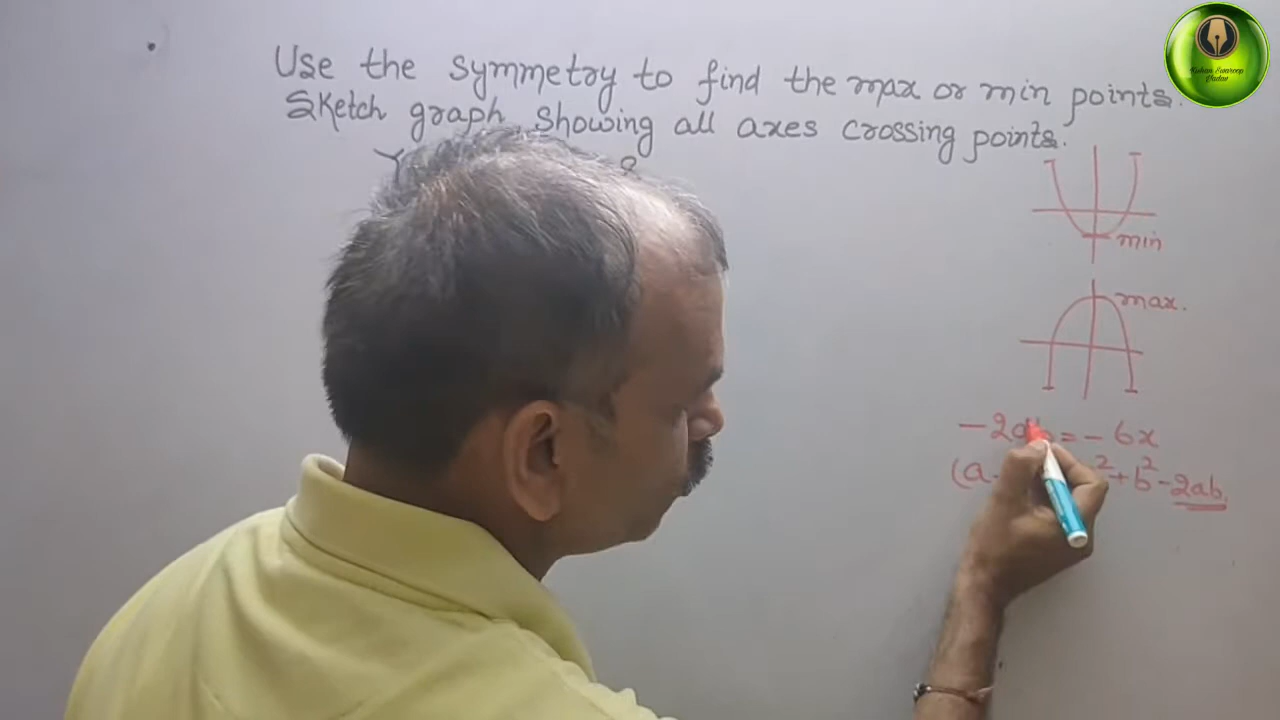 Use the symmetry to find the max or min points.
Sketch graph showing all axes crossing points.
min
max.
= - 6x
+ b² - 2ab,